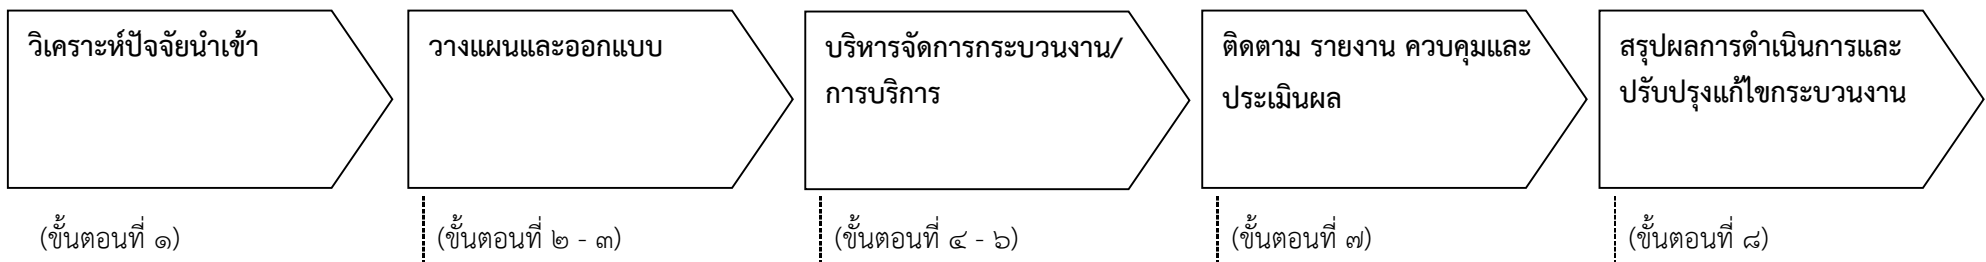 วิเคราะห์ปัจจัยนำเข้า
วางแผนและออกแบบ
บริหารจัดการกระบวนงาน/
การบริการ
ติดตาม รายงาน ควบคุมและ
ประเมินผล
สรุปผลการดำเนินการและ
ปรับปรุงแก้ไขกระบวนงาน
(ขั้นตอนที่ ๑)
(ขั้นตอนที่ ๒ - ๓)
(ขั้นตอนที่ ๔ - ๖)
(ขั้นตอนที่ ๗)
(ขั้นตอนที่ ๘)